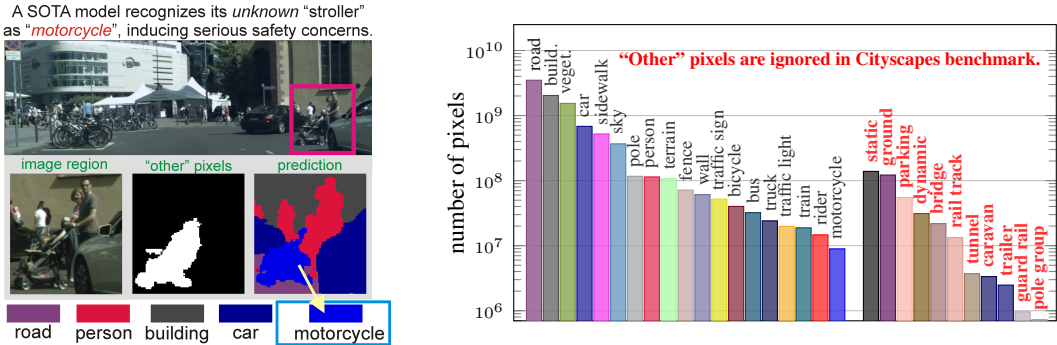 A SOTA model recognizes its unknown “stroller”
as “motorcycle”, inducing serious safety concerns.
image region
“other” pixels
prediction
road
person
building
car
motorcycle
“Other” pixels are ignored in Cityscapes benchmark.
number of pixels
10^10
10^9
10^8
10^7
10^6
road
build.
veget.
car
sidewalk
sky
pole
person
terrain
fence
wall
traffic sign
bicycle
bus
truck
traffic light
train
rider
motorcycle
static
ground
parking
dynamic
bridge
rail track
tunnel
caravan
trailer
guard rail
pole group